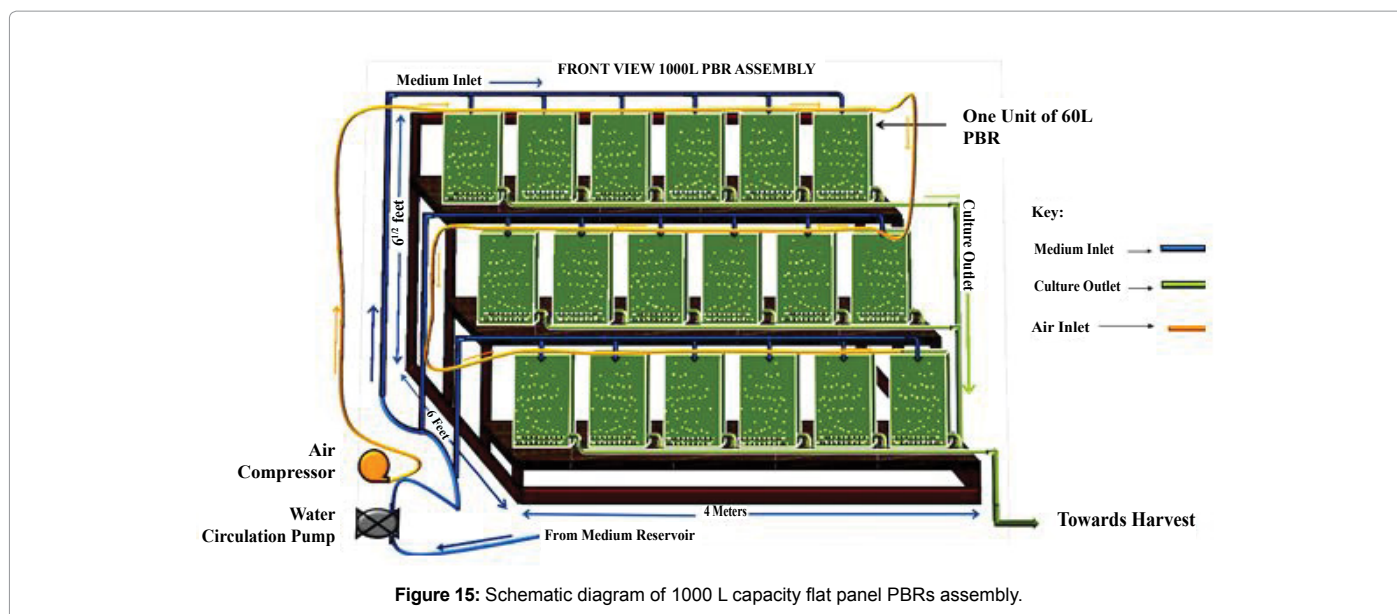 FRONT VIEW 1000L PBR ASSEMBLY
Medium Inlet
One Unit of 60L
PBR
6^1/2 feet
Culture Outlet
Key:
Medium Inlet
Culture Outlet
Air Inlet
6 Feet
Air
Compressor
4 Meters
Water
Circulation Pump
From Medium Reservoir
Towards Harvest
Figure 15: Schematic diagram of 1000 L capacity flat panel PBRs assembly.